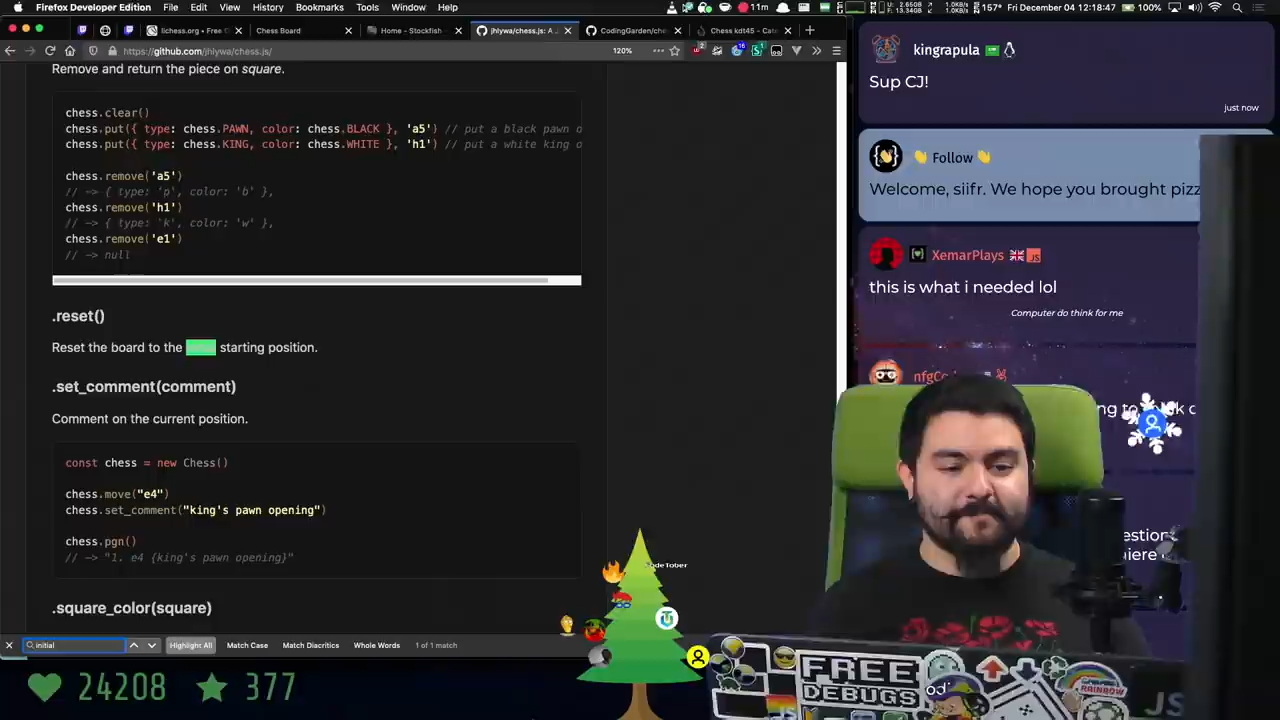 Firefox Developer Edition File Edit View History Bookmarks Tools Window Help
11m
157° Fri December 04 12:18:47 100%
lichess.org • Free O
Chess Board
Home - Stockfish
jhlywa/chess.js: A
CodingGarden/che
Chess kdt45 - Cate
https://github.com/jhlywa/chess.js/
120%
Remove and return the piece on square.
chess.clear()
chess.put({ type: chess.PAWN, color: chess.BLACK }, 'a5') // put a black pawn o
chess.put({ type: chess.KING, color: chess.WHITE }, 'h1') // put a white king o
chess.remove('a5')
// -> { type: 'p', color: 'b' },
chess.remove('h1')
// -> { type: 'k', color: 'w' },
chess.remove('e1')
// -> null
.reset()
Reset the board to the starting position.
.set_comment(comment)
Comment on the current position.
const chess = new Chess()
chess.move("e4")
chess.set_comment("king's pawn opening")
chess.pgn()
// -> "1. e4 {king's pawn opening}"
.square_color(square)
initial
Highlight All Match Case Match Diacritics Whole Words 1 of 1 match
24208 377
kingrapula
Sup CJ!
just now
Follow
Welcome, siifr. We hope you brought pizz
XemarPlays
this is what i needed lol
Computer do think for me
FREE
DEBUGS
RAINBOW
JS